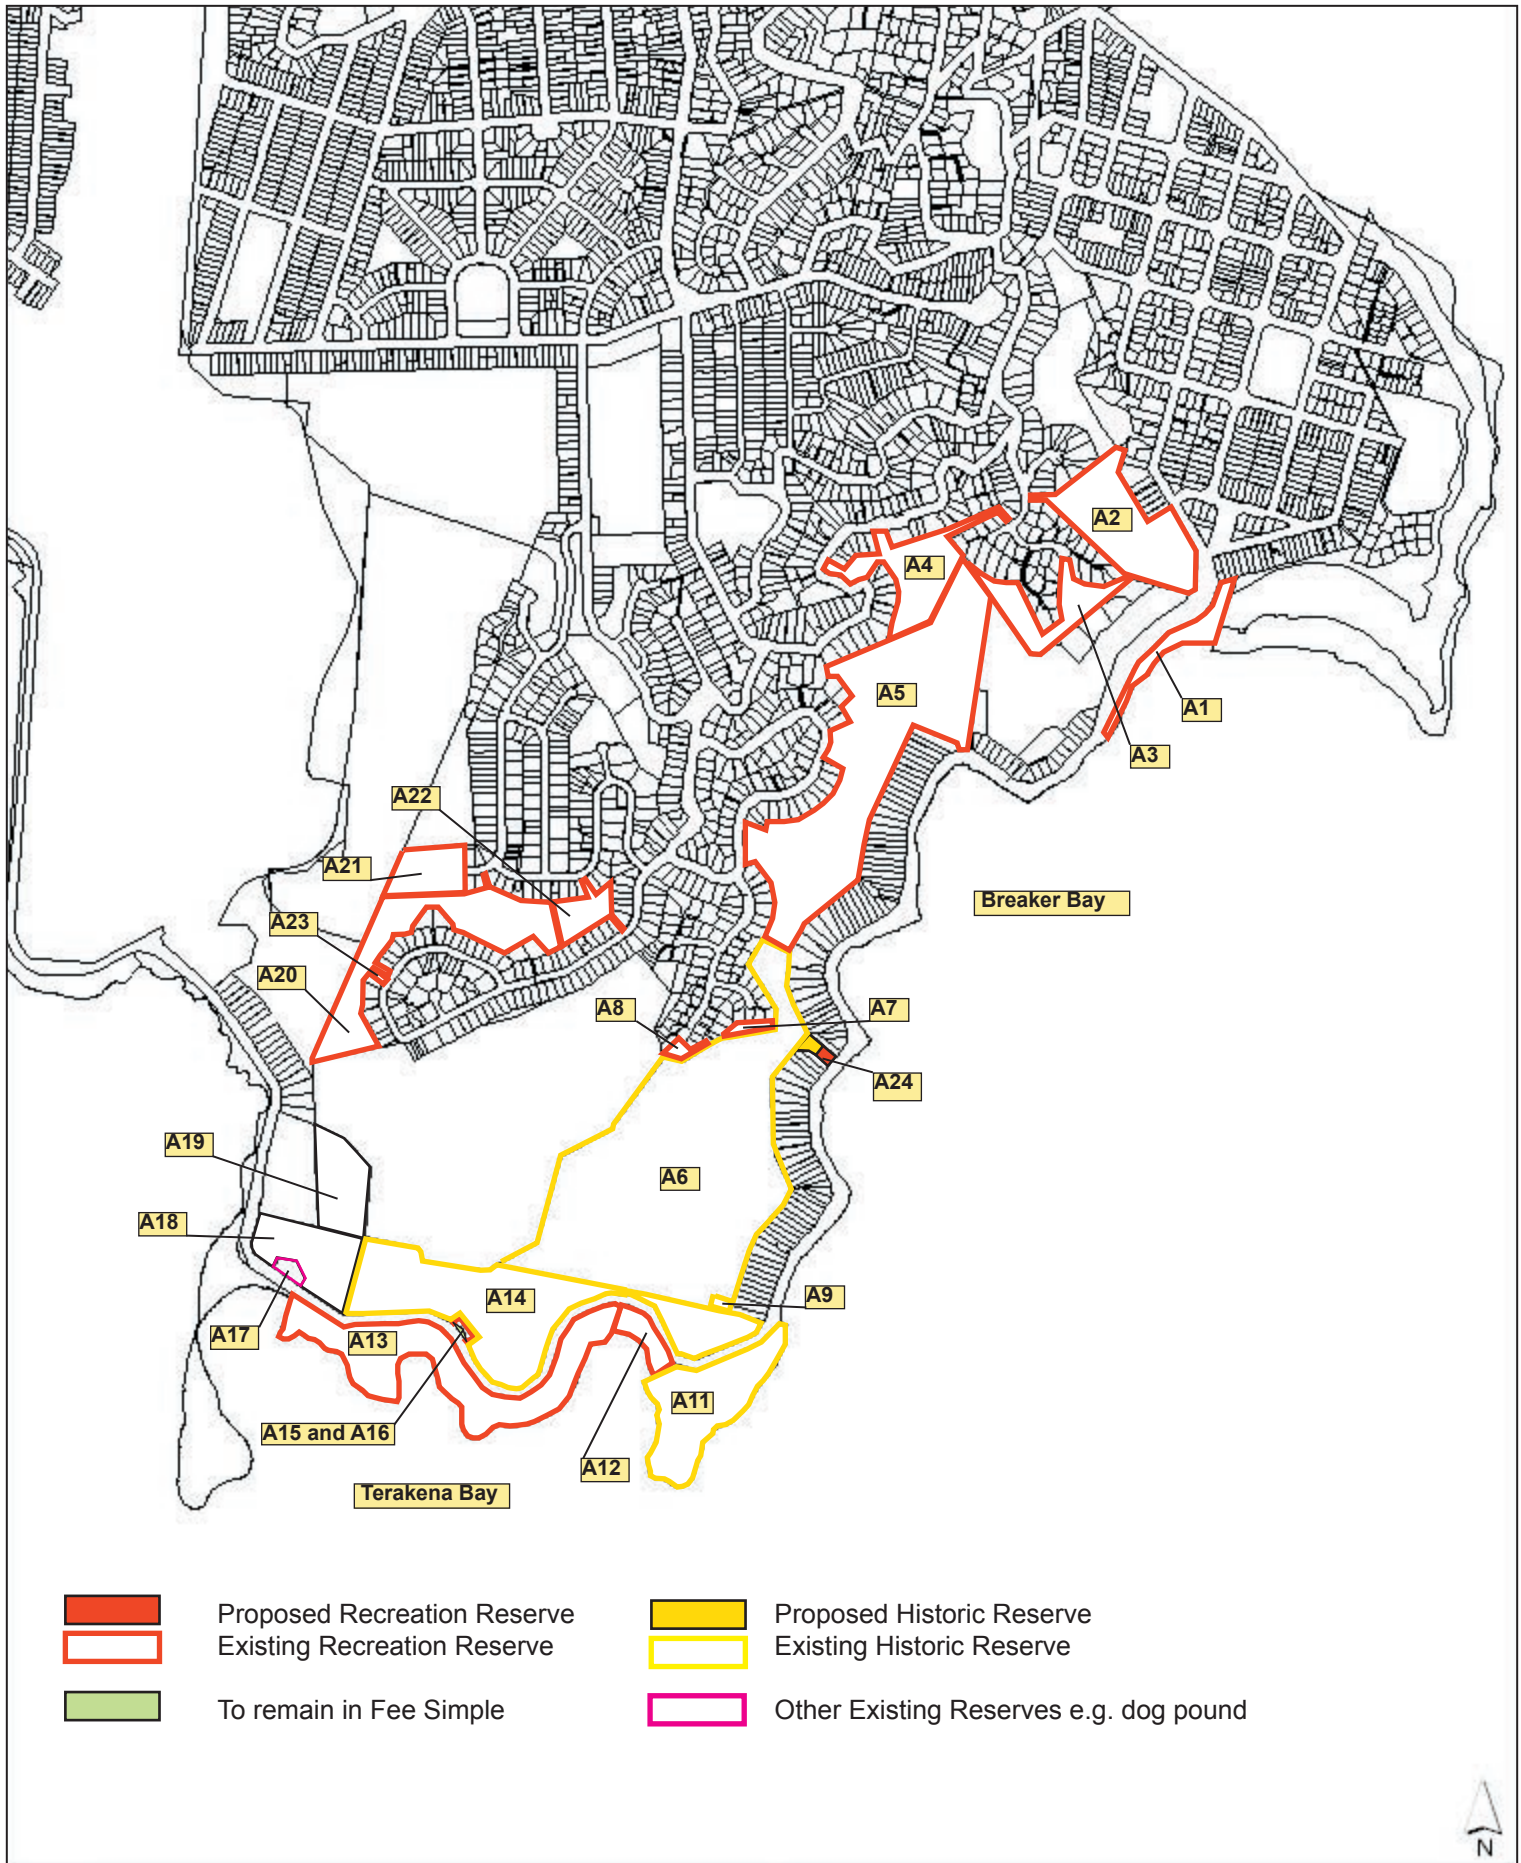 A2
A4
A5
A1
A3
A22
A21
Breaker Bay
A23
A20
A8
A7
A24
A19
A6
A18
A14
A9
A17
A13
A11
A15 and A16
A12
Terakena Bay
Proposed Recreation Reserve
Proposed Historic Reserve
Existing Recreation Reserve
Existing Historic Reserve
To remain in Fee Simple
Other Existing Reserves e.g. dog pound
N